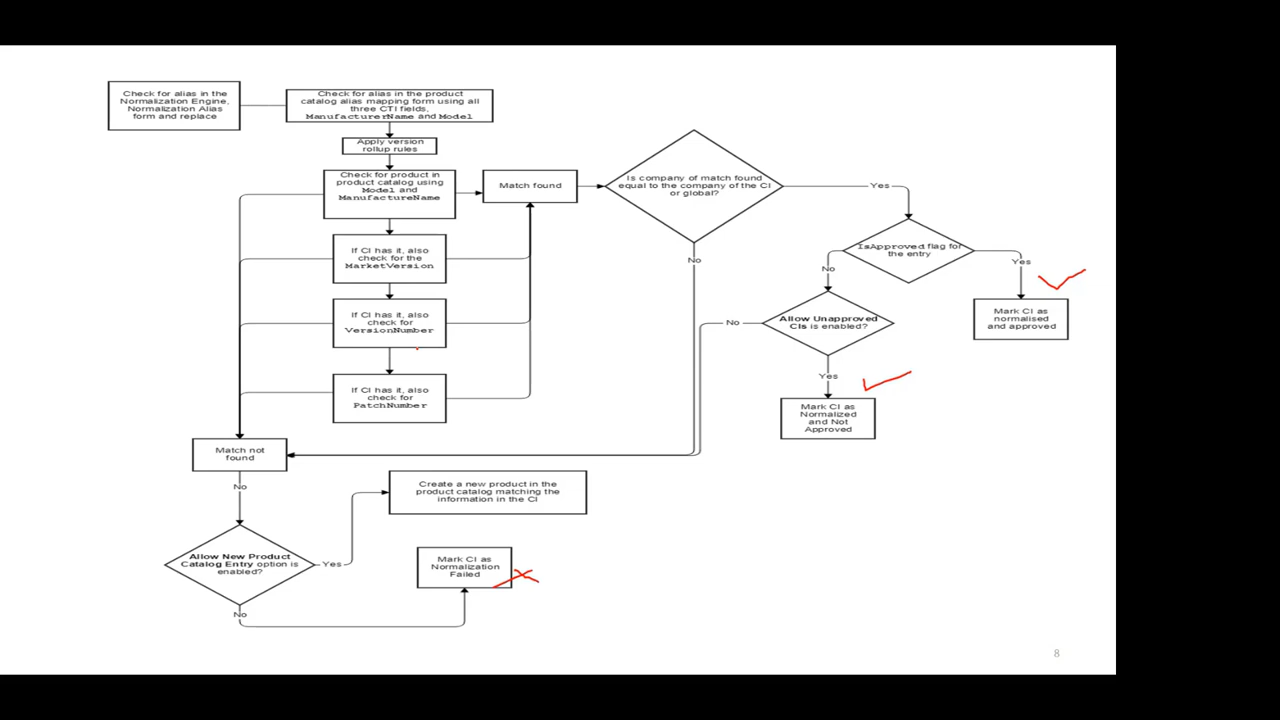 Check for alias in the
Normalization Engine,
Normalization Alias
form and replace
Check for alias in the product
catalog alias mapping form using all
three CTI fields,
ManufacturerName and Model
Apply version
rollup rules
Check for product in
product catalog using
Model and
ManufactureName
Match found
Is company of match found
equal to the company of the CI
or global?
Yes
No
IsApproved flag for
the entry
Yes
No
Mark CI as
normalised
and approved
If CI has it, also
check for the
MarketVersion
If CI has it, also
check for
VersionNumber
Allow Unapproved
CIs is enabled?
No
Yes
Mark CI as
Normalized
and Not
Approved
If CI has it, also
check for
PatchNumber
Match not
found
No
Create a new product in the
product catalog matching the
information in the CI
Allow New Product
Catalog Entry option is
enabled?
Yes
No
Mark CI as
Normalization
Failed
8